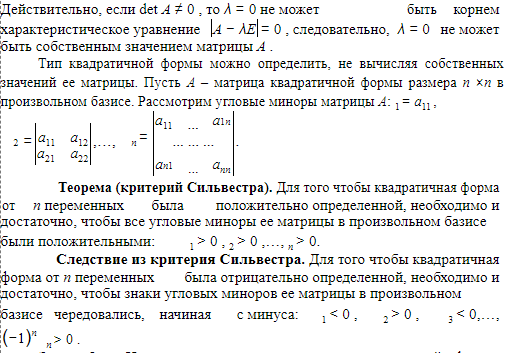 Действительно, если det A ≠ 0 , то λ = 0 не может быть корнем
характеристическое уравнение |A − λE| = 0 , следовательно, λ = 0 не может
быть собственным значением матрицы A .
Тип квадратичной формы можно определить, не вычисляя собственных
значений ее матрицы. Пусть A – матрица квадратичной формы размера n ×n в
произвольном базисе. Рассмотрим угловые миноры матрицы A: ₁ = a₁₁ ,
₂ = |a₁₁ a₁₂; a₂₁ a₂₂| ,…, ₙ = |a₁₁ ... a₁ₙ; ... ... ...; aₙ₁ ... aₙₙ| .
Теорема (критерий Сильвестра). Для того чтобы квадратичная форма
от n переменных была положительно определенной, необходимо и
достаточно, чтобы все угловые миноры ее матрицы в произвольном базисе
были положительными: ₁ > 0 , ₂ > 0 ,…, ₙ > 0.
Следствие из критерия Сильвестра. Для того чтобы квадратичная
форма от n переменных была отрицательно определенной, необходимо и
достаточно, чтобы знаки угловых миноров ее матрицы в произвольном
базисе чередовались, начиная с минуса: ₁ < 0 , ₂ > 0 , ₃ < 0,…,
(−1)ⁿ ₙ > 0 .